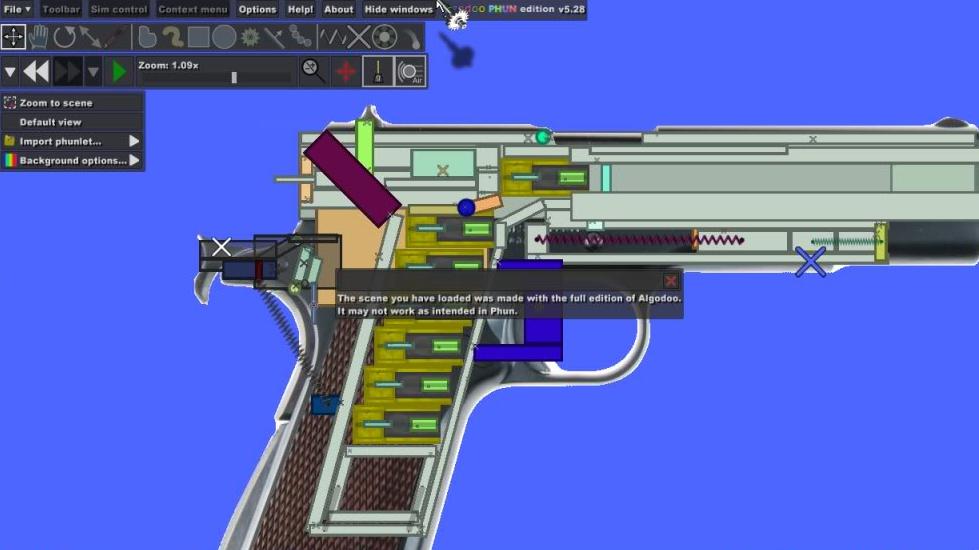 File ▾ Toolbar Sim control Context menu Options Help! About Hide windows PHUN edition v5.28
Zoom: 1.09x
Air
Zoom to scene
Default view
Import phunlet...
Background options...
The scene you have loaded was made with the full edition of Algodoo.
It may not work as intended in Phun.